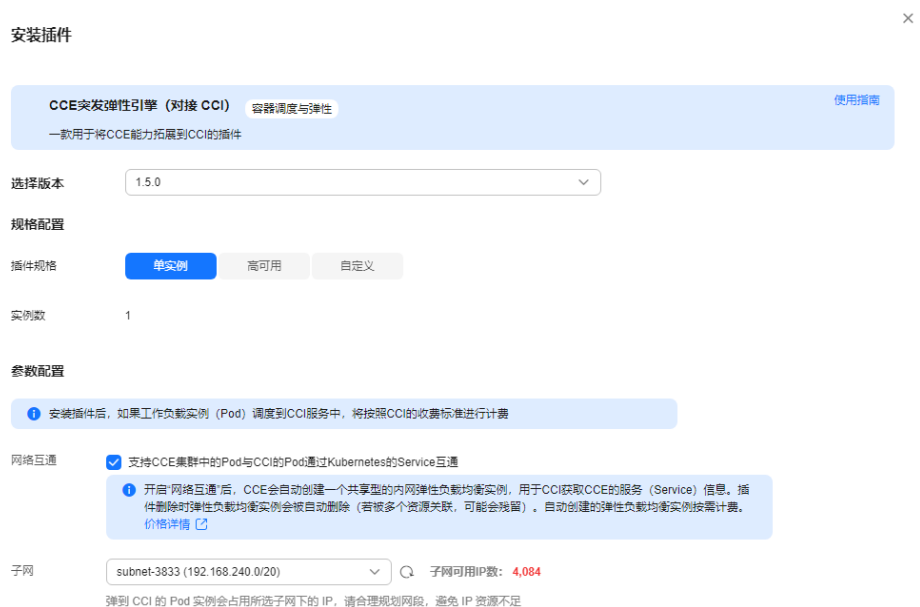 安装插件
CCE突发弹性引擎（对接 CCI） 容器调度与弹性 使用指南
一款用于将CCE能力拓展到CCI的插件
选择版本 1.5.0
规格配置
插件规格 单实例 高可用 自定义
实例数 1
参数配置
安装插件后，如果工作负载实例（Pod）调度到CCI服务中，将按照CCI的收费标准进行计费
网络互通 支持CCE集群中的Pod与CCI的Pod通过Kubernetes的Service互通
开启“网络互通”后，CCE会自动创建一个共享型的内网弹性负载均衡实例，用于CCI获取CCE的服务（Service）信息。插
件删除时弹性负载均衡实例会被自动删除（若被多个资源关联，可能会残留）。自动创建的弹性负载均衡实例按需计费。
价格详情
子网 subnet-3833 (192.168.240.0/20) 子网可用IP数： 4,084
弹到 CCI 的 Pod 实例会占用所选子网下的 IP，请合理规划网段，避免 IP 资源不足